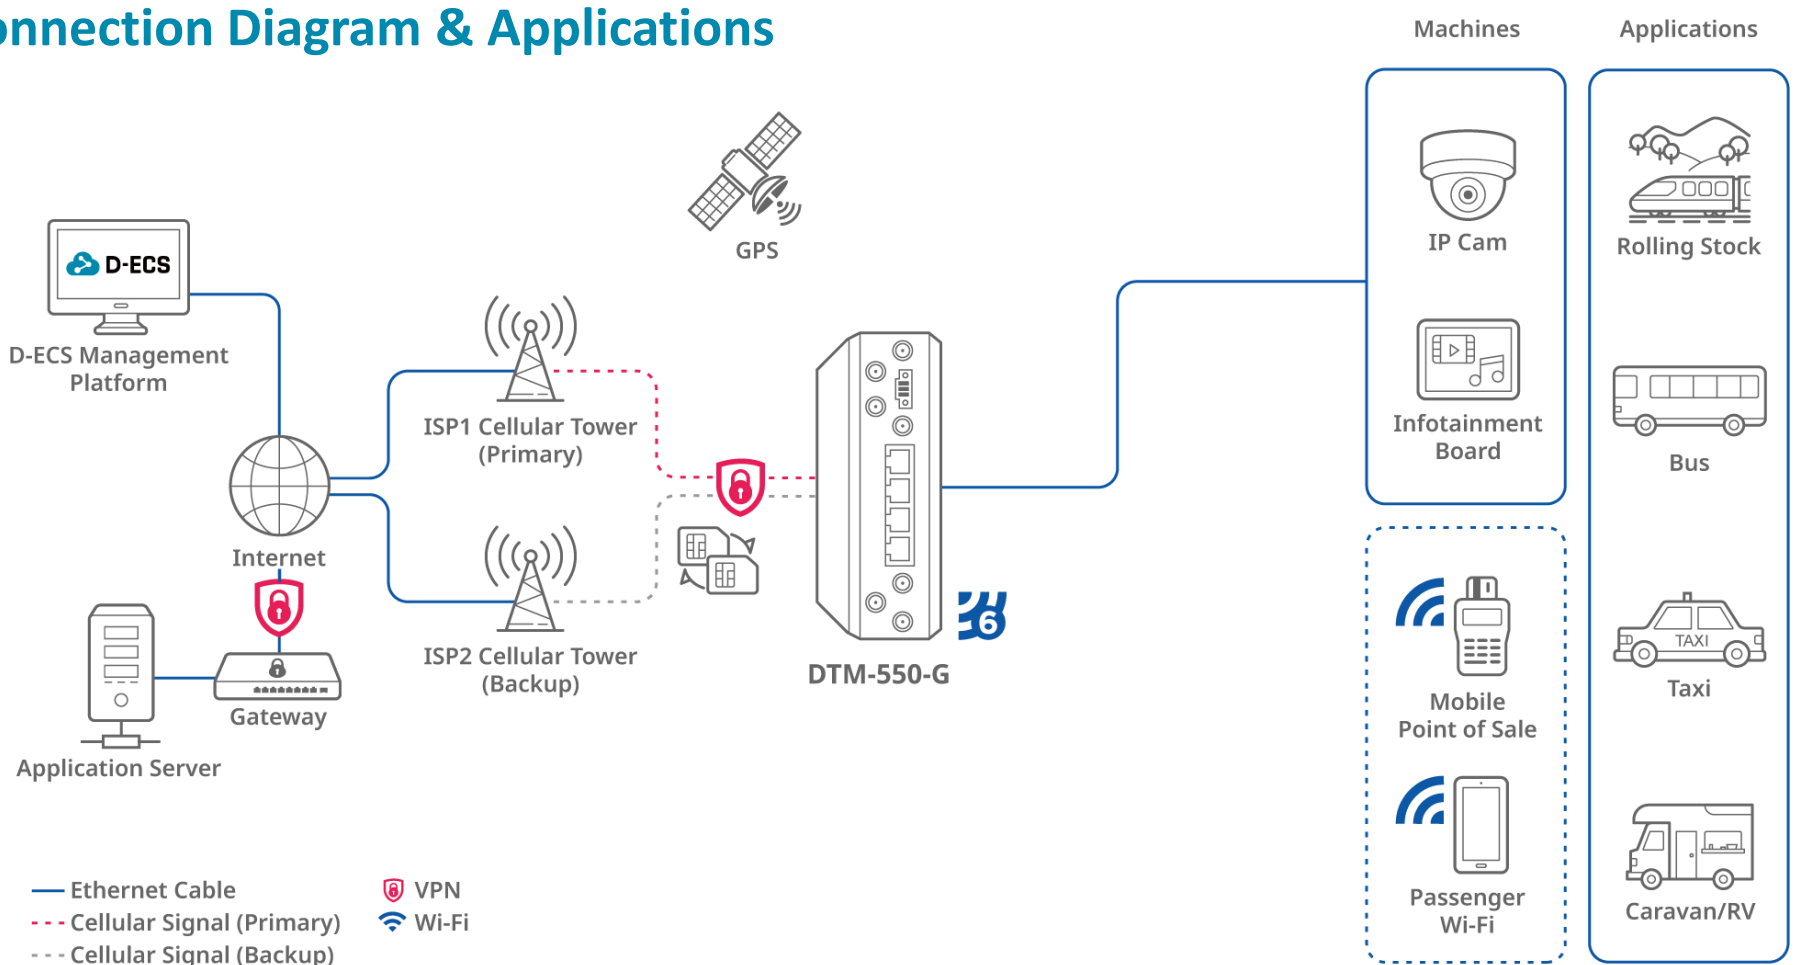 onnection Diagram & Applications
Machines
Applications
GPS
IP Cam
Rolling Stock
D-ECS
D-ECS Management
Platform
ISP1 Cellular Tower
(Primary)
Infotainment
Board
Bus
Internet
6
ISP2 Cellular Tower
(Backup)
DTM-550-G
Gateway
Application Server
Mobile
Point of Sale
TAXI
Taxi
Passenger
Wi-Fi
Caravan/RV
Ethernet Cable
VPN
Cellular Signal (Primary)
Wi-Fi
Cellular Signal (Backup)